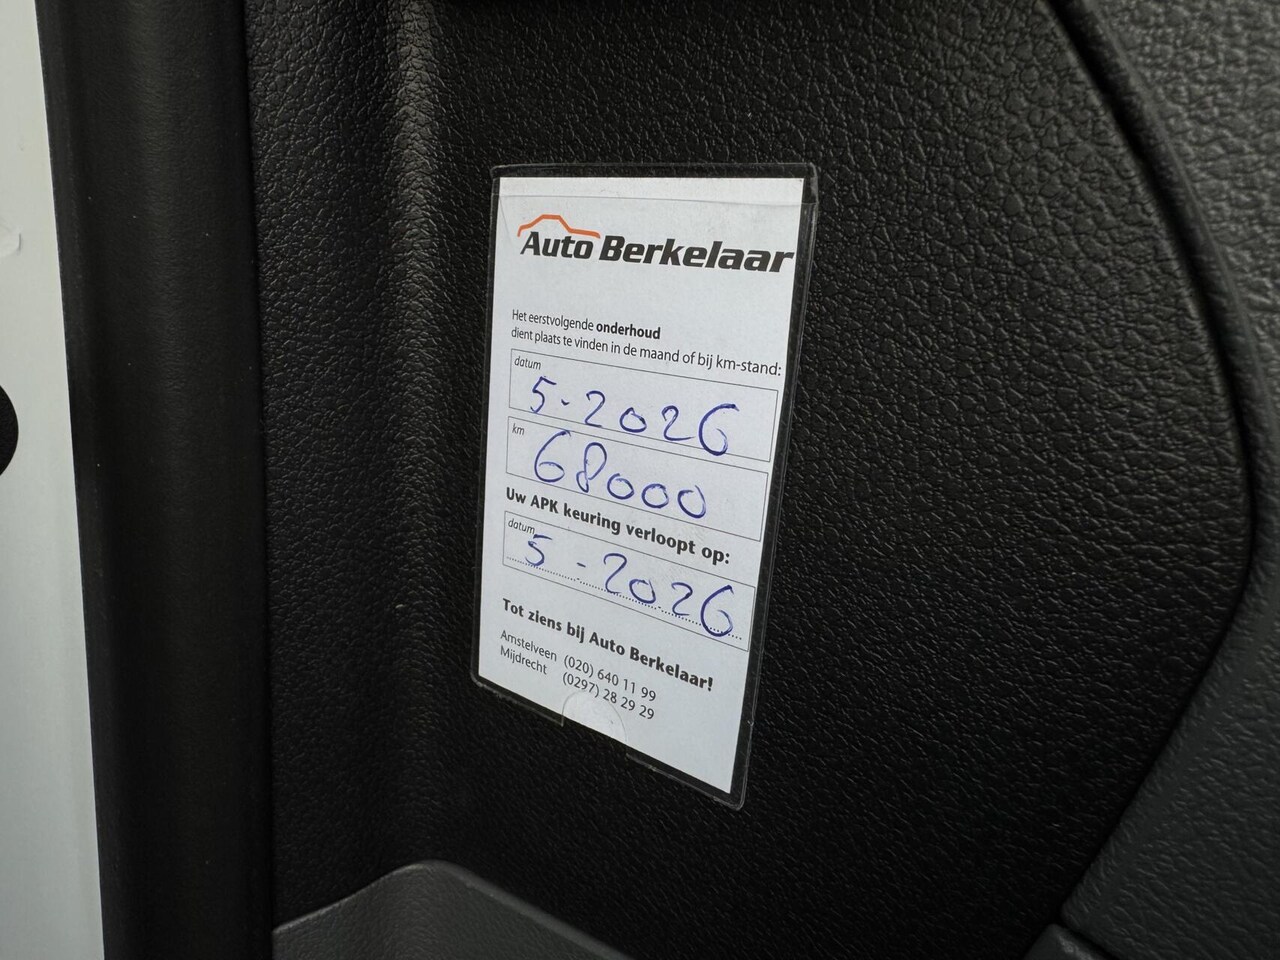 Auto Berkelaar
Het eerstvolgende onderhoud
dient plaats te vinden in de maand of bij km-stand:
datum
5-2026
km
68000
Uw APK keuring verloopt op:
datum
5-2026
Tot ziens bij Auto Berkelaar!
Amstelveen (020) 640 11 99
Mijdrecht (0297) 28 29 29